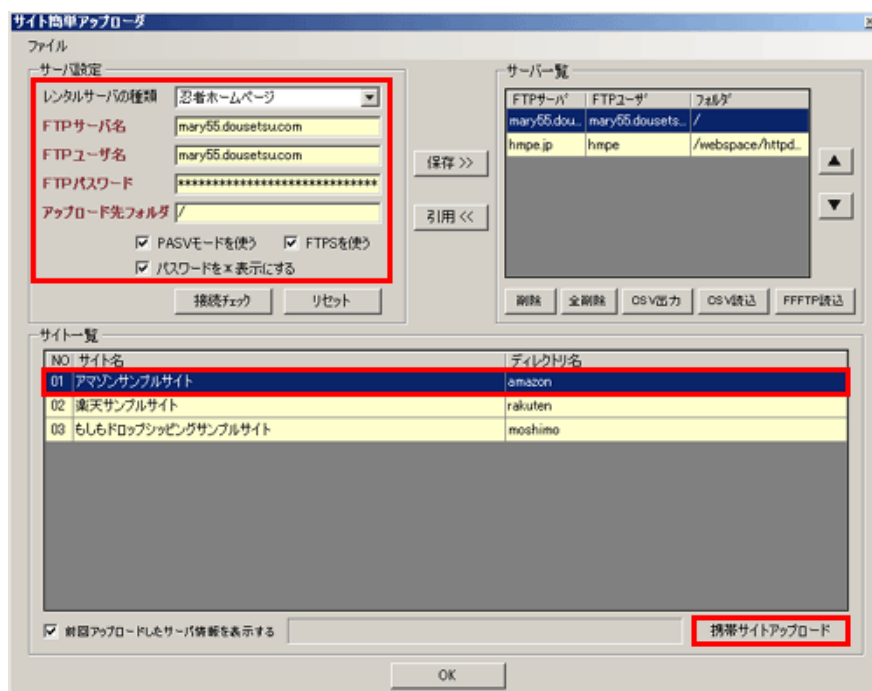 サイト簡単アップローダ
ファイル
サーバ設定
レンタルサーバの種類 忍者ホームページ
FTPサーバ名 mary55.dousetsu.com
FTPユーザ名 mary55.dousetsu.com
FTPパスワード ******************************
アップロード先フォルダ /
PASVモードを使う FTPSを使う
パスワードを*表示にする
接続チェック リセット
保存 >>
引用 <<
サーバー一覧
FTPサーバ FTPユーザ フォルダ
mary55.dou... mary55.dousets... /
hmpe.jp hmpe /webspace/httpd...
▲
▼
削除 全削除 CSV出力 CSV読込 FFFTP読込
サイト一覧
NO サイト名 ディレクトリ名
01 アマゾンサンプルサイト amazon
02 楽天サンプルサイト rakuten
03 もしもドロップシッピングサンプルサイト moshimo
前回アップロードしたサーバ情報を表示する 携帯サイトアップロード
OK